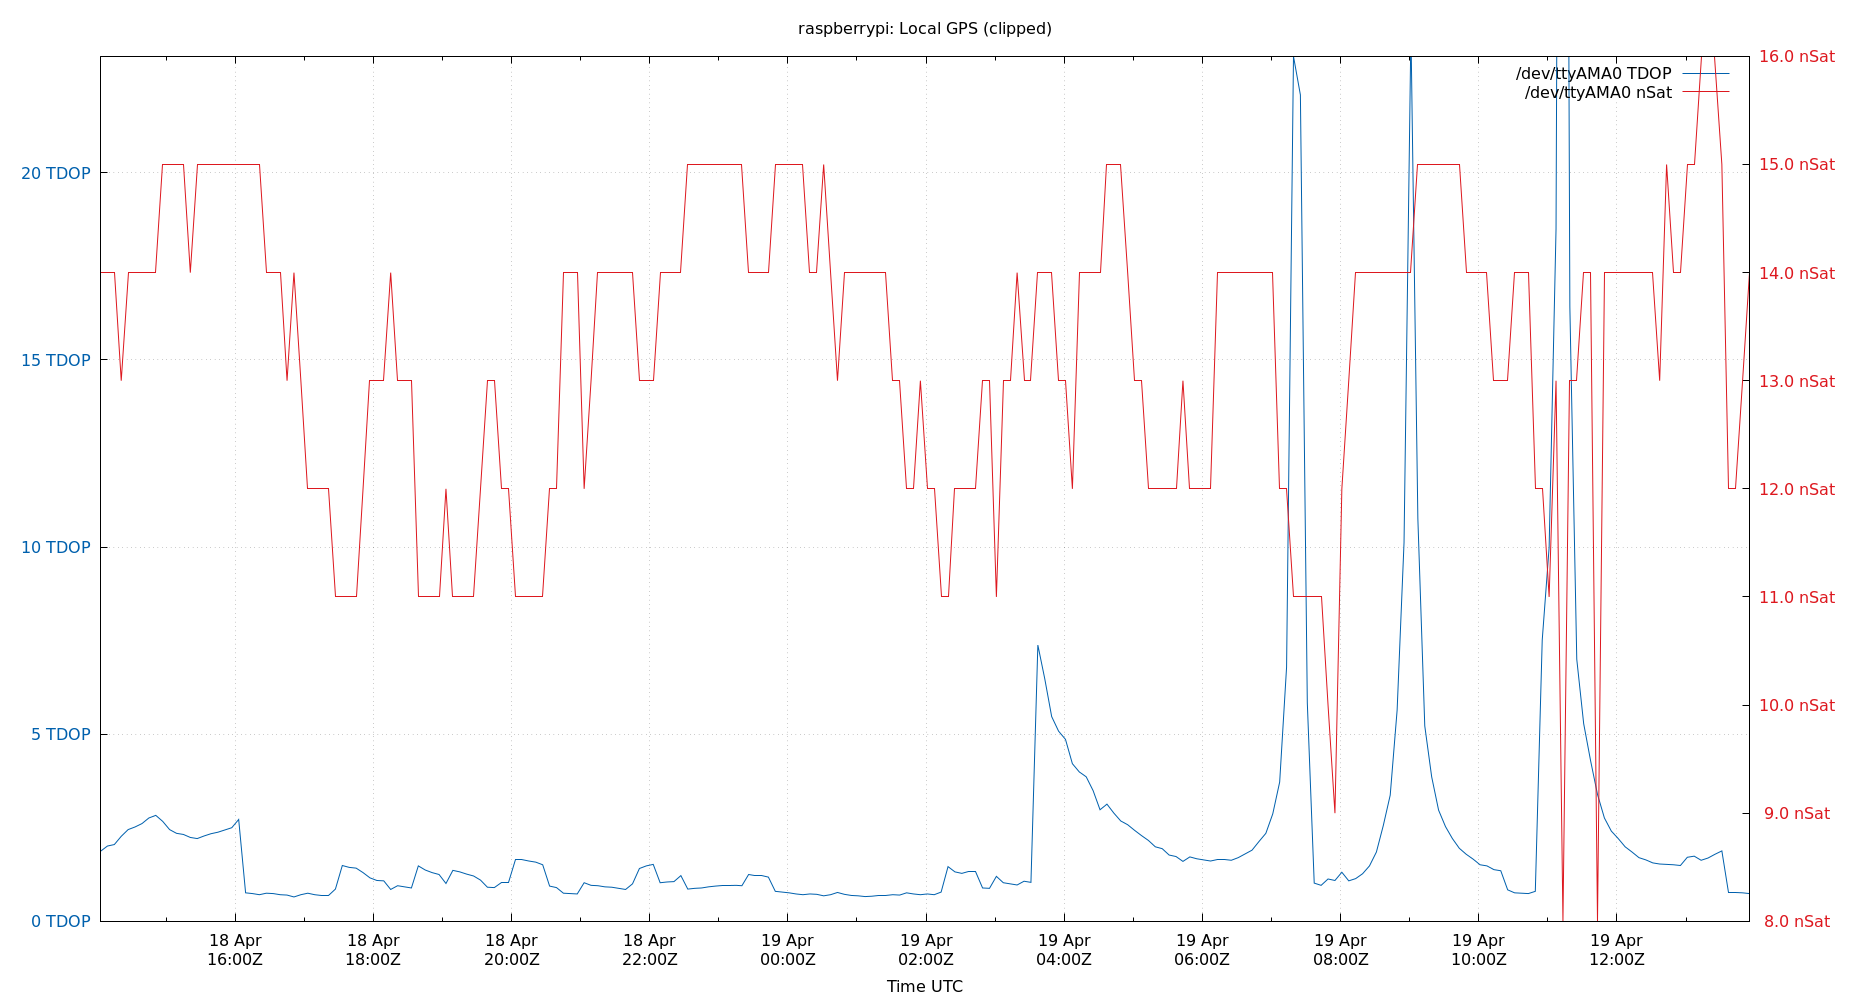 raspberrypi: Local GPS (clipped)
/dev/ttyAMA0 TDOP
/dev/ttyAMA0 nSat
20 TDOP
15 TDOP
10 TDOP
5 TDOP
0 TDOP
16.0 nSat
15.0 nSat
14.0 nSat
13.0 nSat
12.0 nSat
11.0 nSat
10.0 nSat
9.0 nSat
8.0 nSat
18 Apr
16:00Z
18 Apr
18:00Z
18 Apr
20:00Z
18 Apr
22:00Z
19 Apr
00:00Z
19 Apr
02:00Z
19 Apr
04:00Z
19 Apr
06:00Z
19 Apr
08:00Z
19 Apr
10:00Z
19 Apr
12:00Z
Time UTC